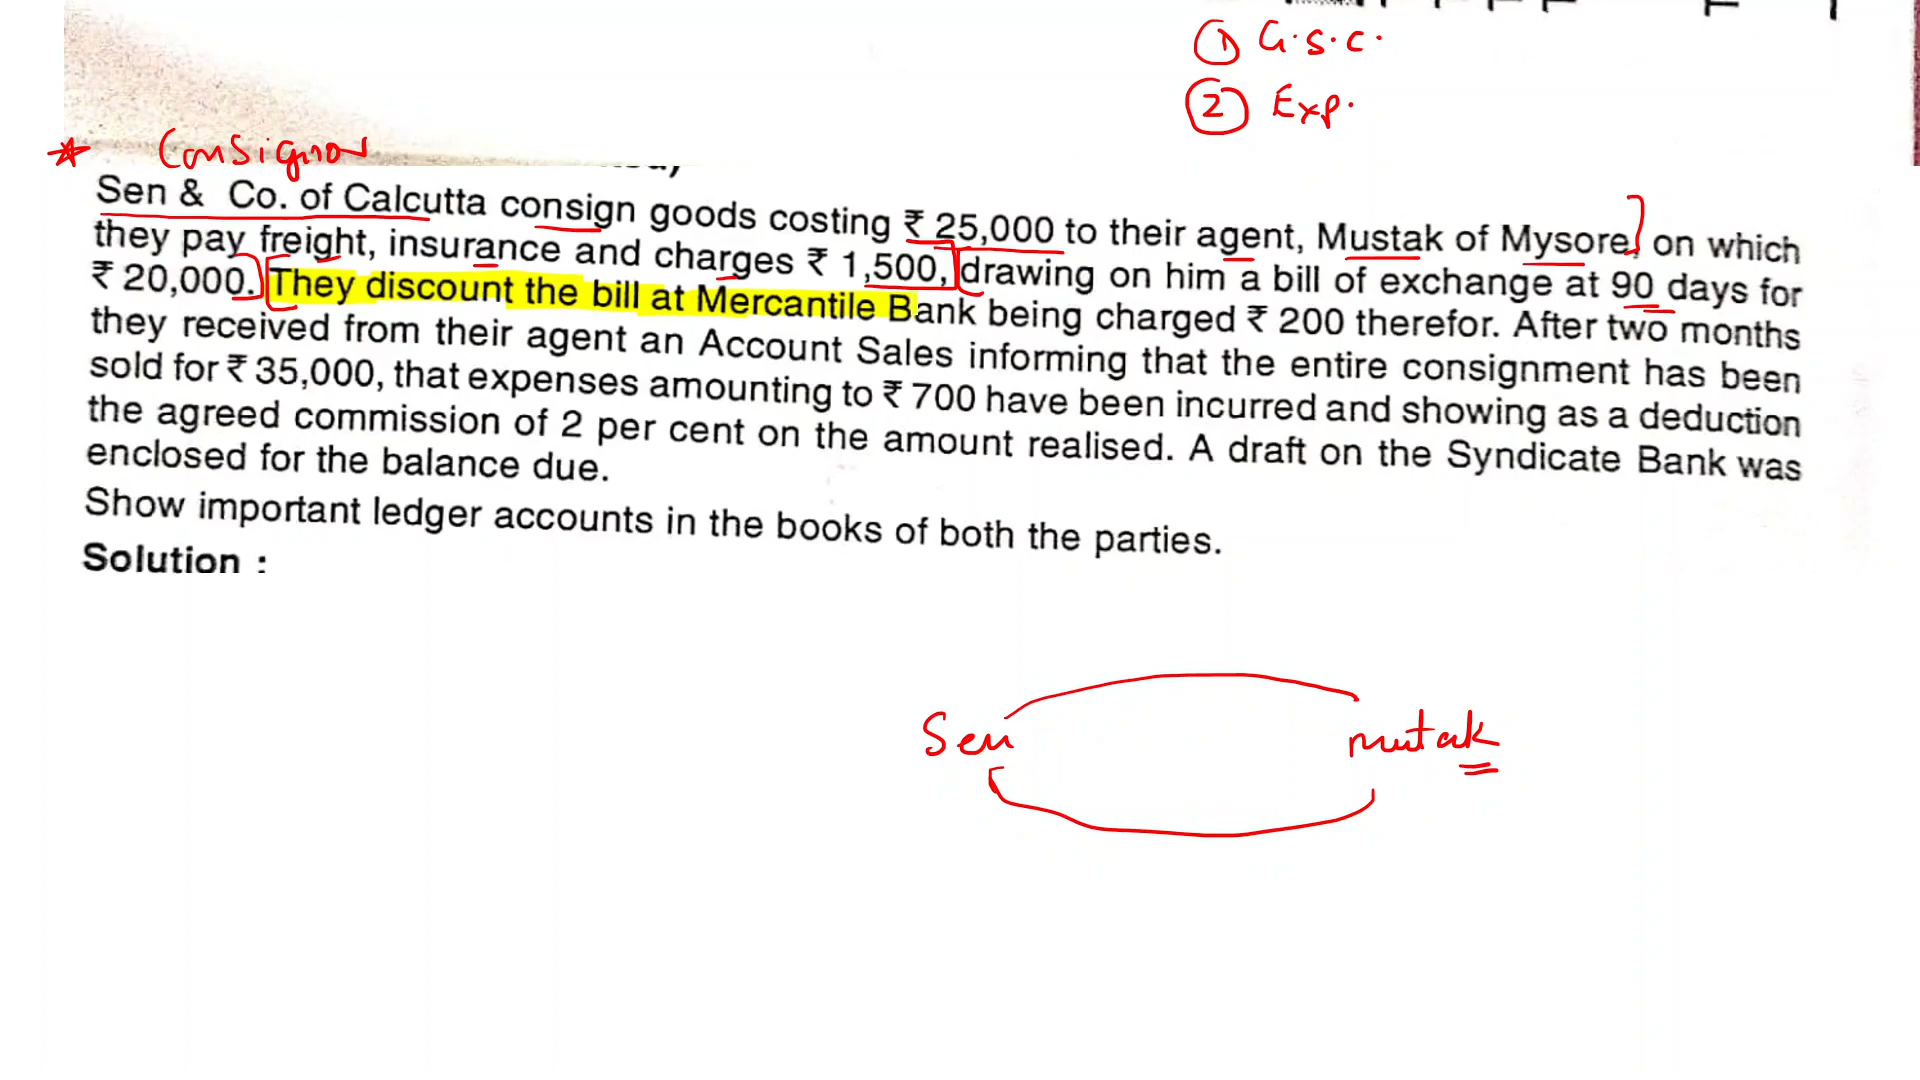 ① G.S.C.
② Exp.
* Consignor
Sen & Co. of Calcutta consign goods costing ₹ 25,000 to their agent, Mustak of Mysore, on which
they pay freight, insurance and charges ₹ 1,500, drawing on him a bill of exchange at 90 days for
₹ 20,000. They discount the bill at Mercantile Bank being charged ₹ 200 therefor. After two months
they received from their agent an Account Sales informing that the entire consignment has been
sold for ₹ 35,000, that expenses amounting to ₹ 700 have been incurred and showing as a deduction
the agreed commission of 2 per cent on the amount realised. A draft on the Syndicate Bank was
enclosed for the balance due.
Show important ledger accounts in the books of both the parties.
Solution :
Sen mutak